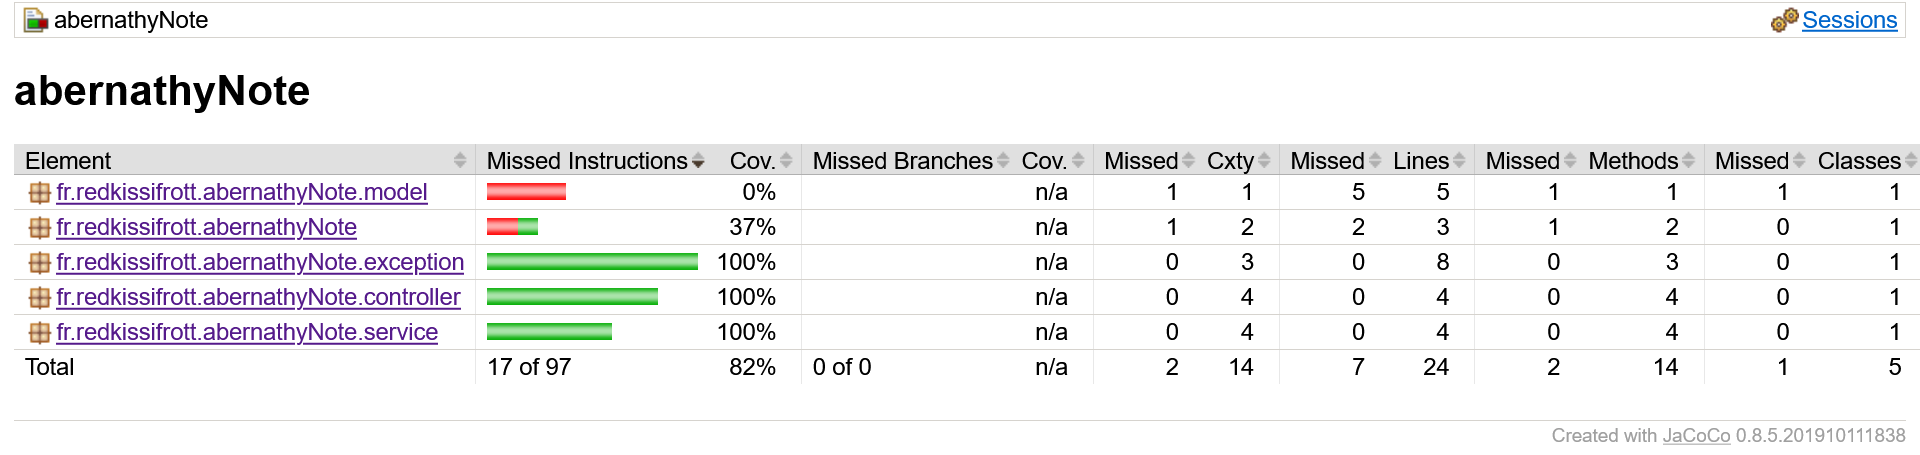 abernathyNote Sessions
abernathyNote
Element Missed Instructions Cov. Missed Branches Cov. Missed Cxty Missed Lines Missed Methods Missed Classes
fr.redkissifrott.abernathyNote.model 0% n/a 1 1 5 5 1 1 1 1
fr.redkissifrott.abernathyNote 37% n/a 1 2 2 3 1 2 0 1
fr.redkissifrott.abernathyNote.exception 100% n/a 0 3 0 8 0 3 0 1
fr.redkissifrott.abernathyNote.controller 100% n/a 0 4 0 4 0 4 0 1
fr.redkissifrott.abernathyNote.service 100% n/a 0 4 0 4 0 4 0 1
Total 17 of 97 82% 0 of 0 n/a 2 14 7 24 2 14 1 5
Created with JaCoCo 0.8.5.201910111838